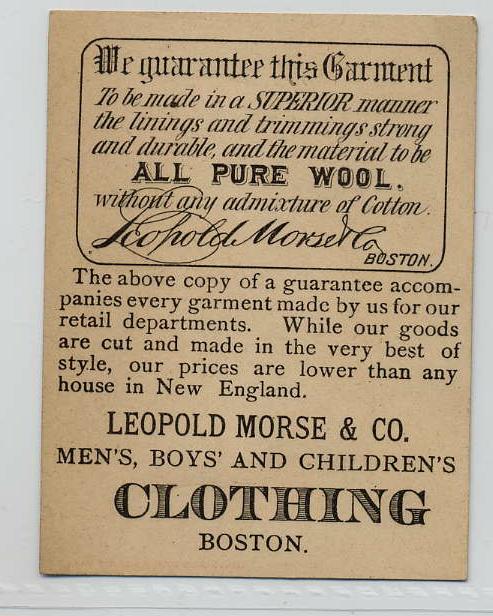 We guarantee this Garment
To be made in a SUPERIOR manner
the linings and trimmings strong
and durable, and the material to be
ALL PURE WOOL,
without any admixture of Cotton.
Leopold Morse & Co
BOSTON.
The above copy of a guarantee accom-
panies every garment made by us for our
retail departments. While our goods
are cut and made in the very best of
style, our prices are lower than any
house in New England.
LEOPOLD MORSE & CO.
MEN'S, BOYS' AND CHILDREN'S
CLOTHING
BOSTON.